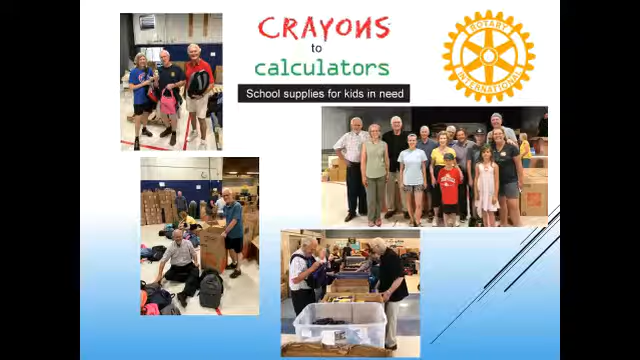 CRAYONS
to
calculators
School supplies for kids in need
ROTARY
INTERNATIONAL